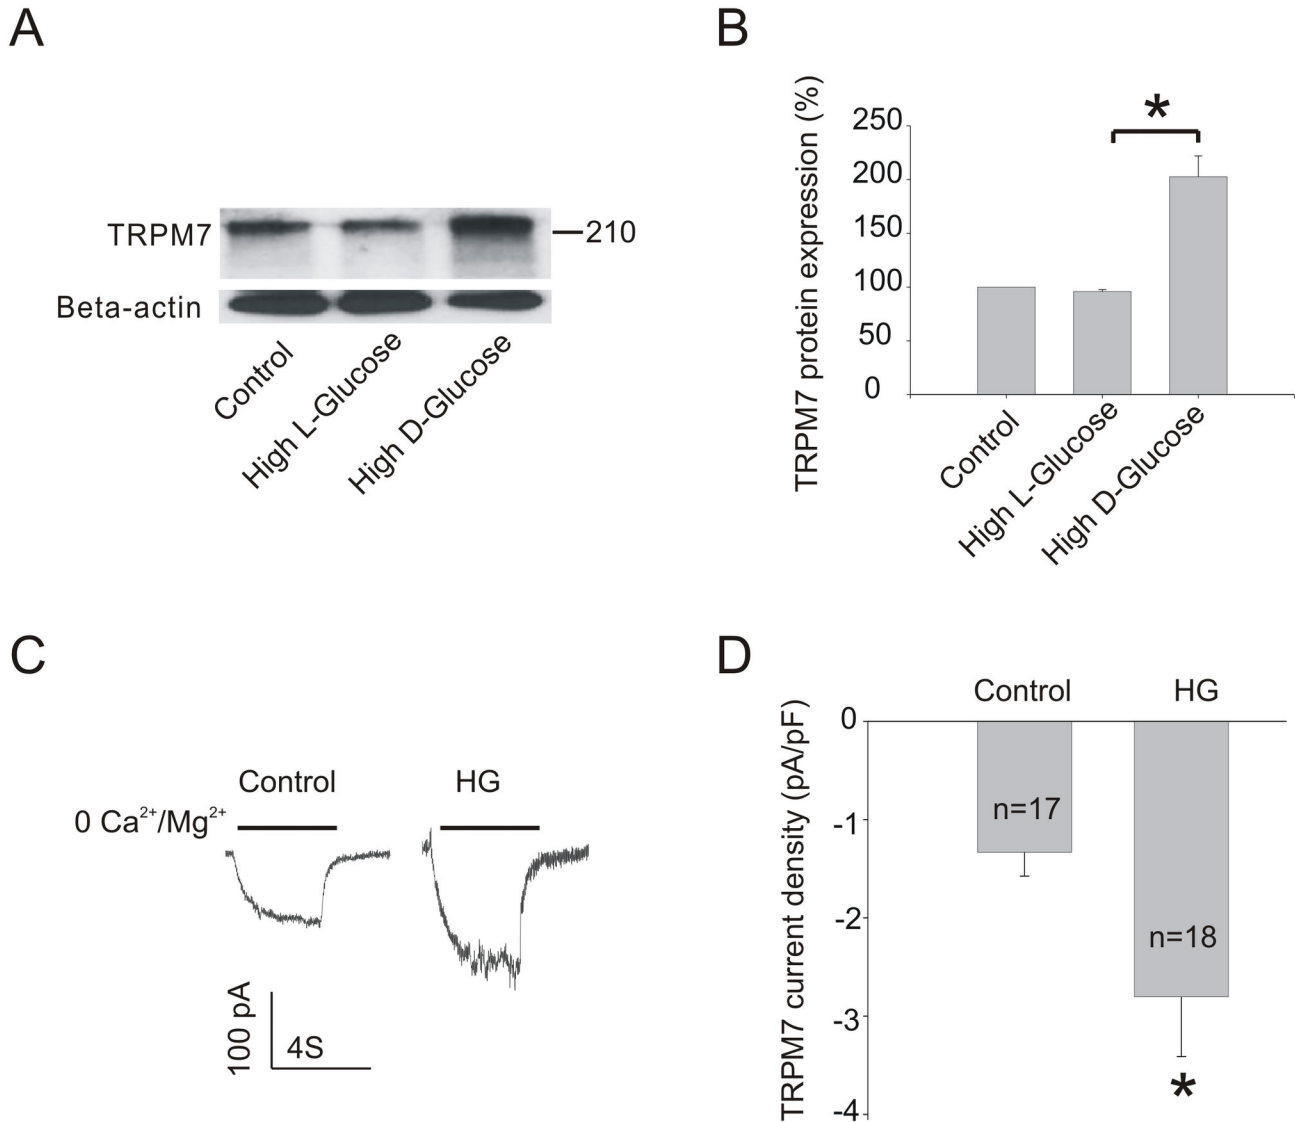 A
TRPM7
210
Beta-actin
Control
High L-Glucose
High D-Glucose
B
TRPM7 protein expression (%)
250
200
150
100
50
0
*
Control
High L-Glucose
High D-Glucose
C
Control
HG
0 Ca²⁺/Mg²⁺
100 pA
4S
D
Control
HG
TRPM7 current density (pA/pF)
0
-1
-2
-3
-4
n=17
n=18
*